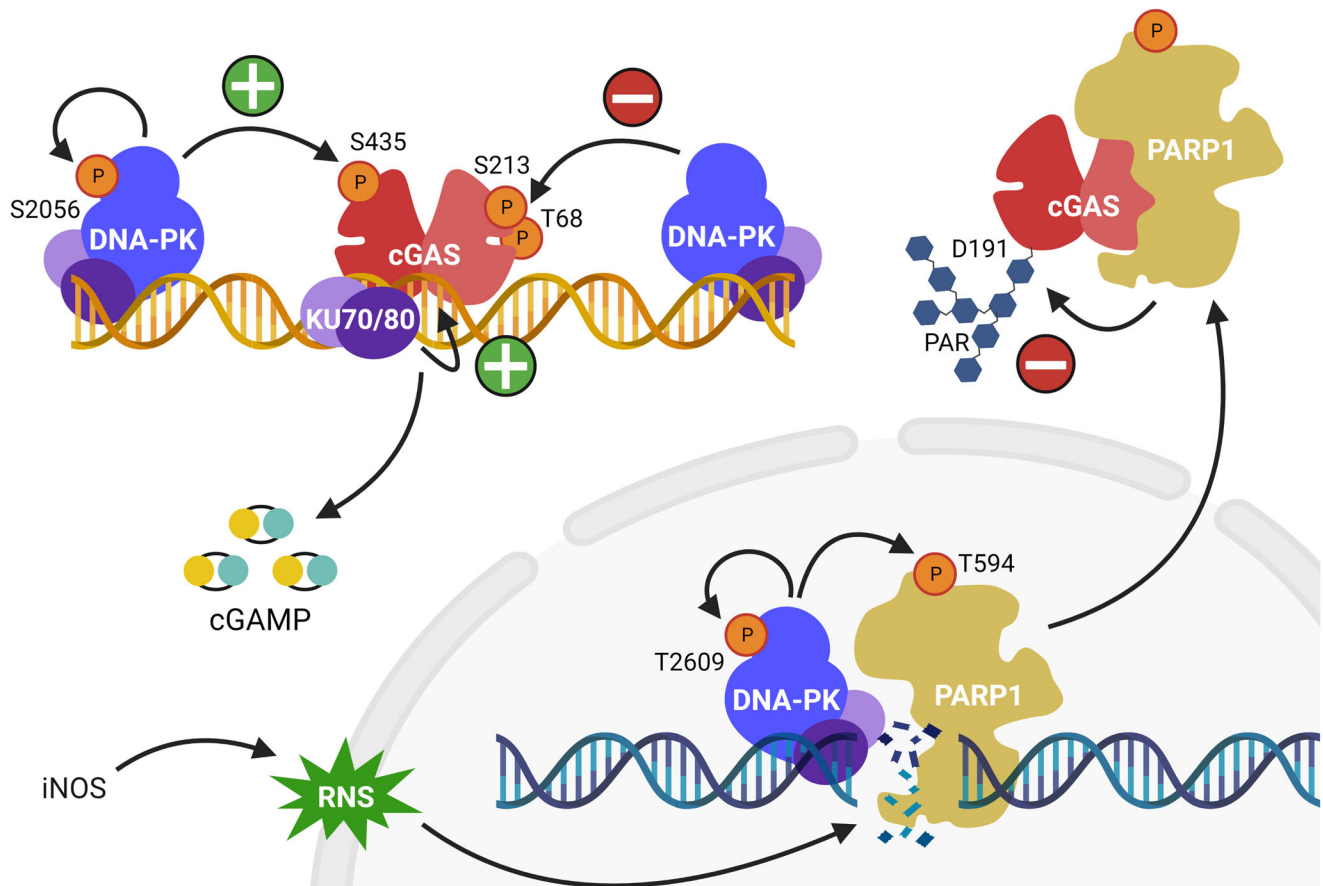 P
S2056
DNA-PK
S435
P
cGAS
S213
P
T68
P
DNA-PK
KU70/80
cGAMP
P
PARP1
cGAS
D191
PAR
P
T594
P
T2609
DNA-PK
PARP1
iNOS
RNS